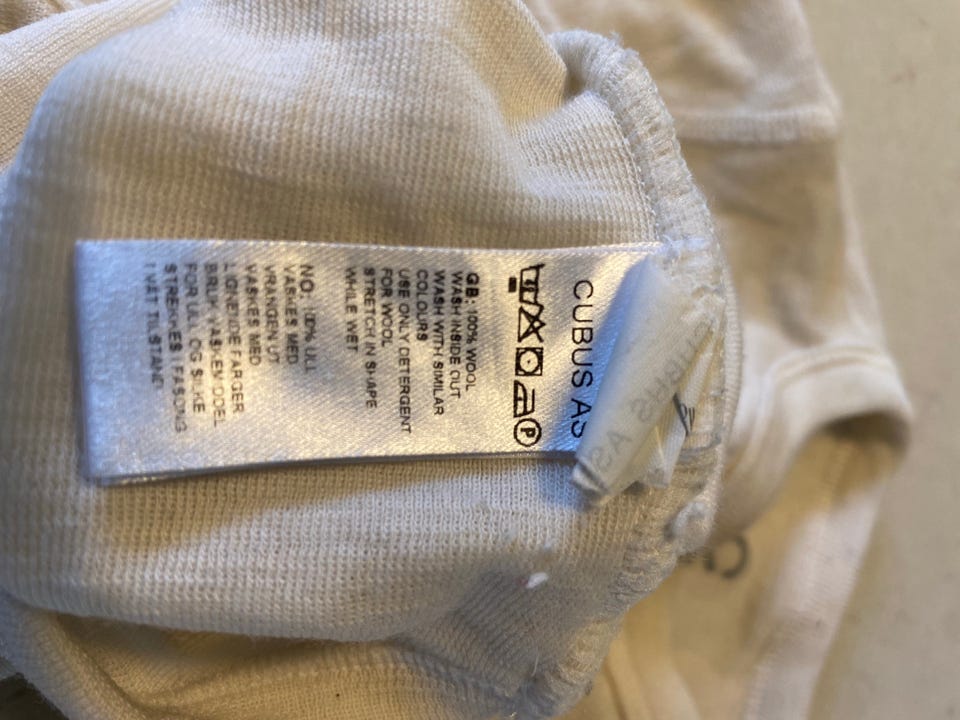 CUBUS AS
P
GB: 100% WOOL
WASH INSIDE OUT
WASH WITH SIMILAR
COLOURS
USE ONLY DETERGENT
FOR WOOL
STRETCH IN SHAPE
WHILE WET
NO: 100% ULL
VASKES MED
VRANGEN UT
VASKES MED
LIGNENDE FARGER
BRUK VASKEMIDDEL
FOR ULL OG SILKE
STREKKES I FASONG
I VÅT TILSTAND